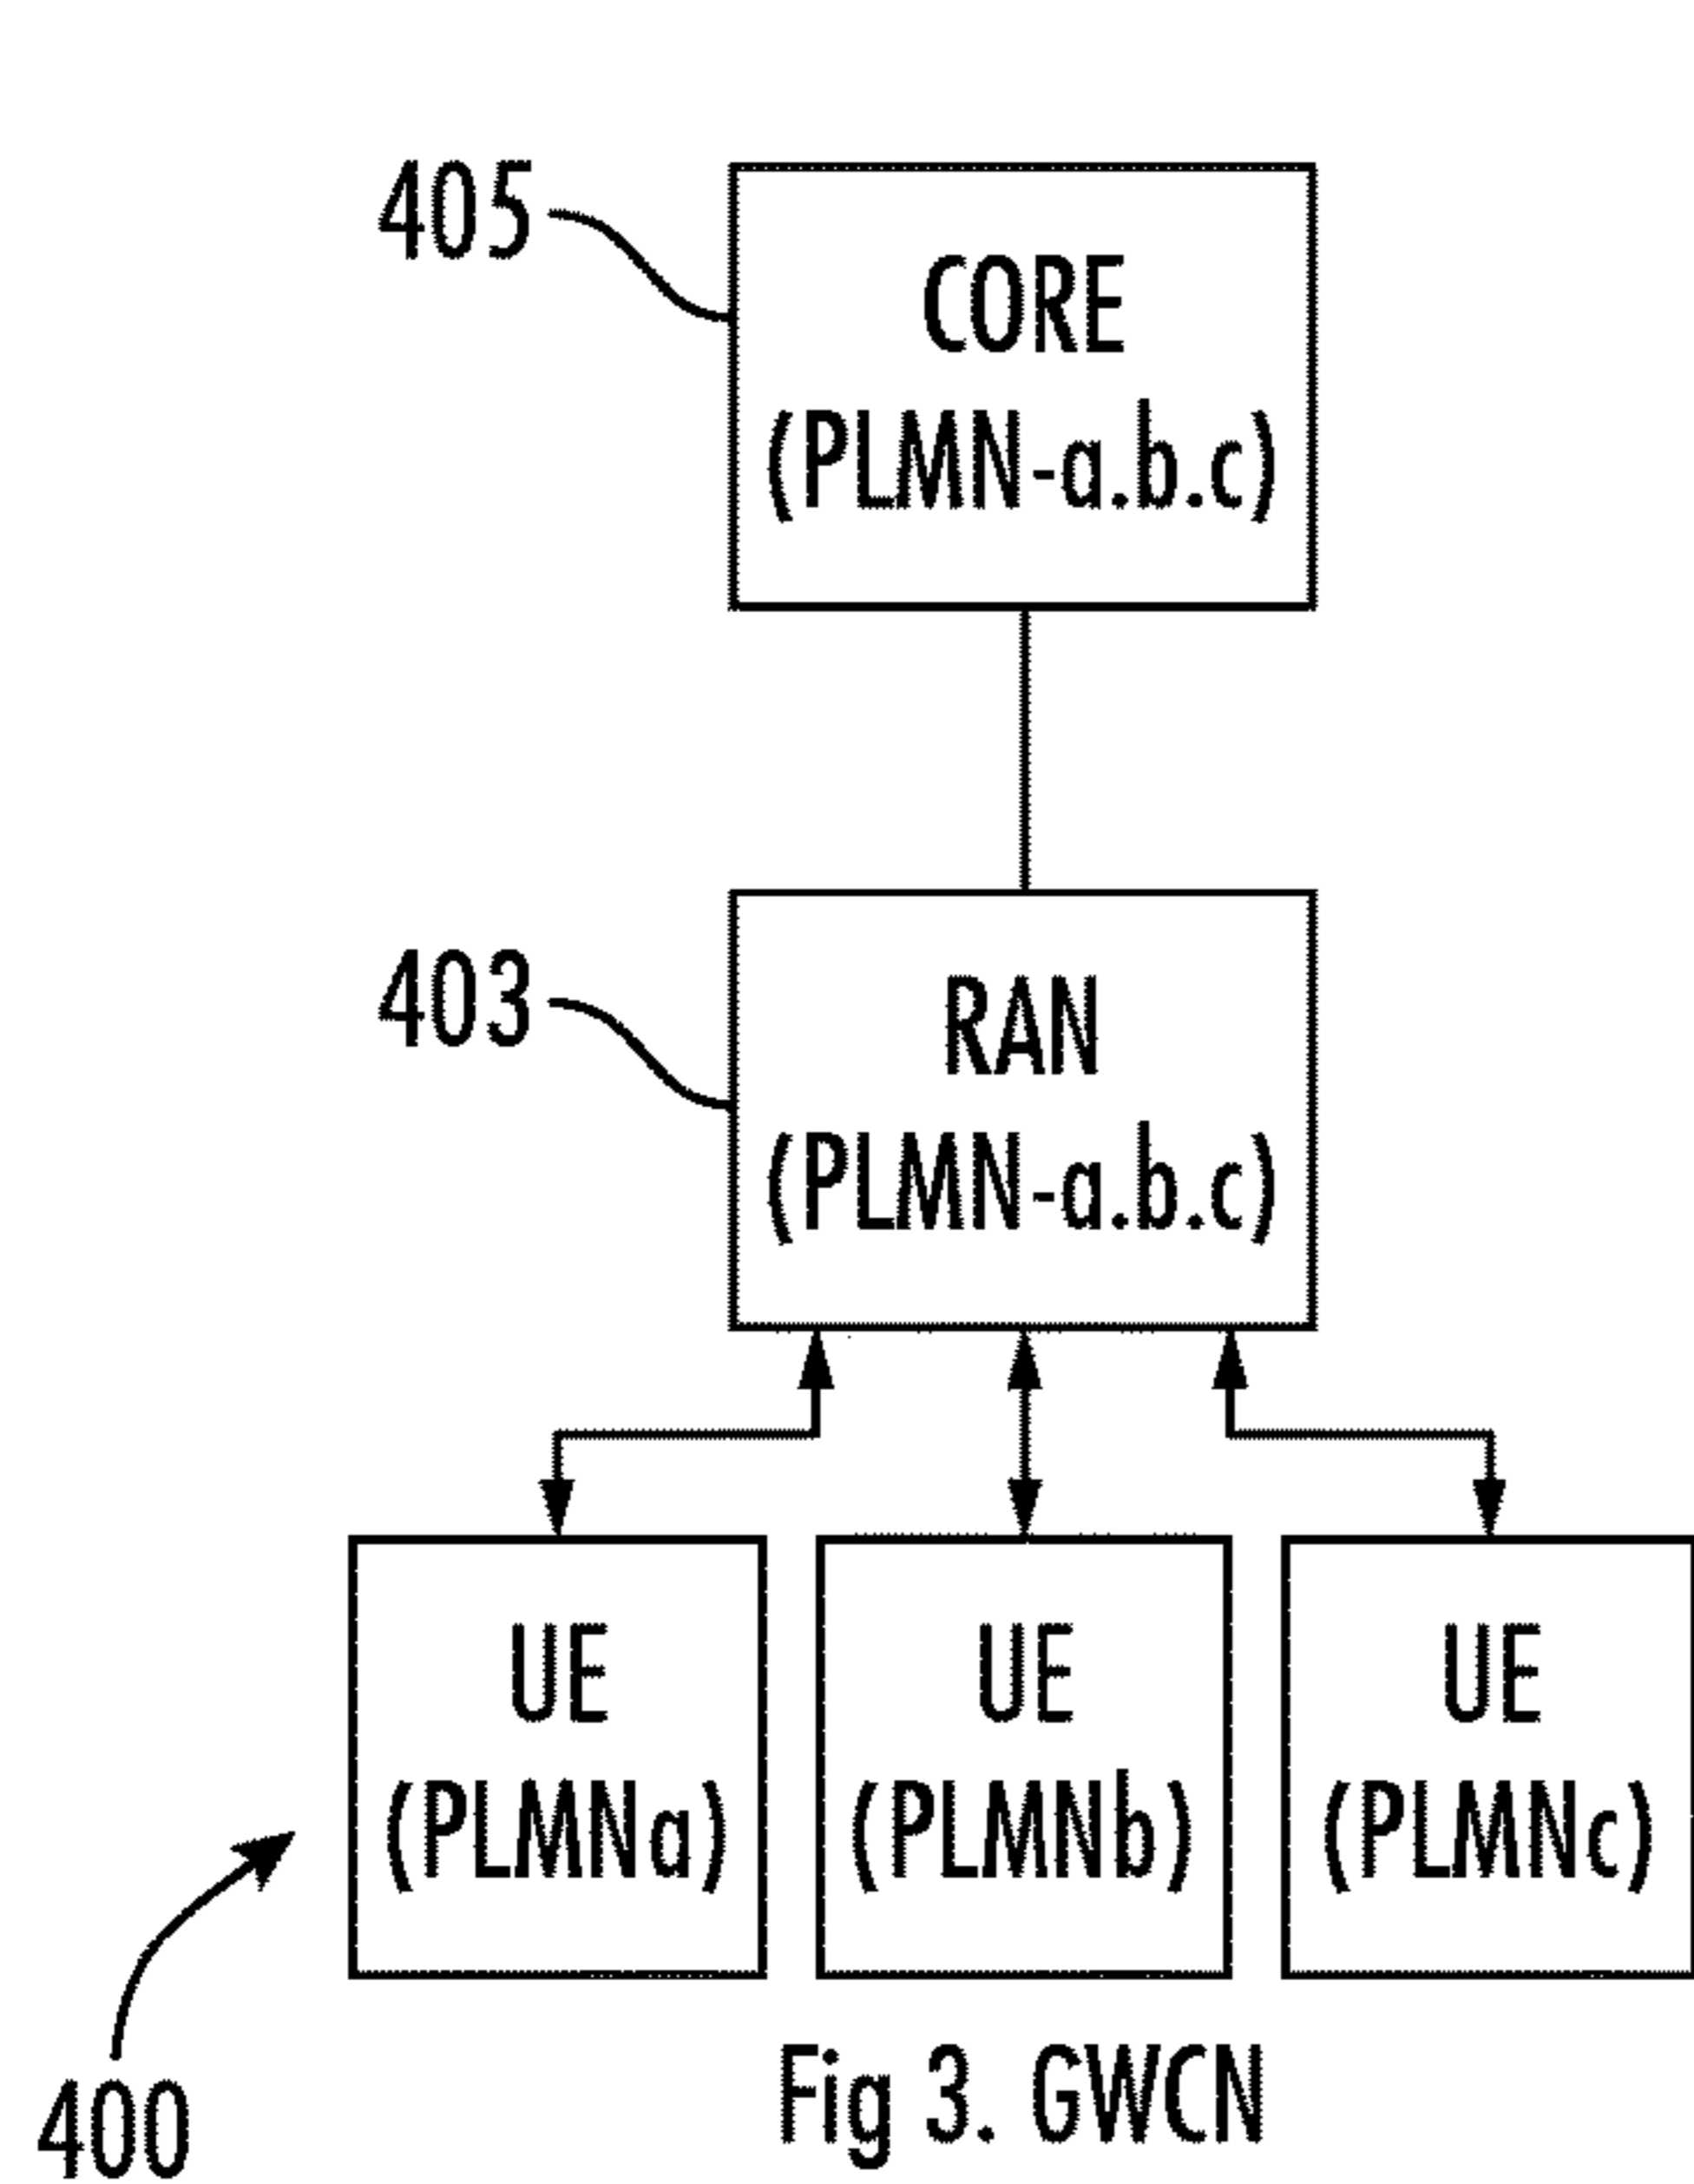 405
CORE
(PLMN-a.b.c)
403
RAN
(PLMN-a.b.c)
UE
(PLMNa)
UE
(PLMNb)
UE
(PLMNc)
400
Fig 3. GWCN